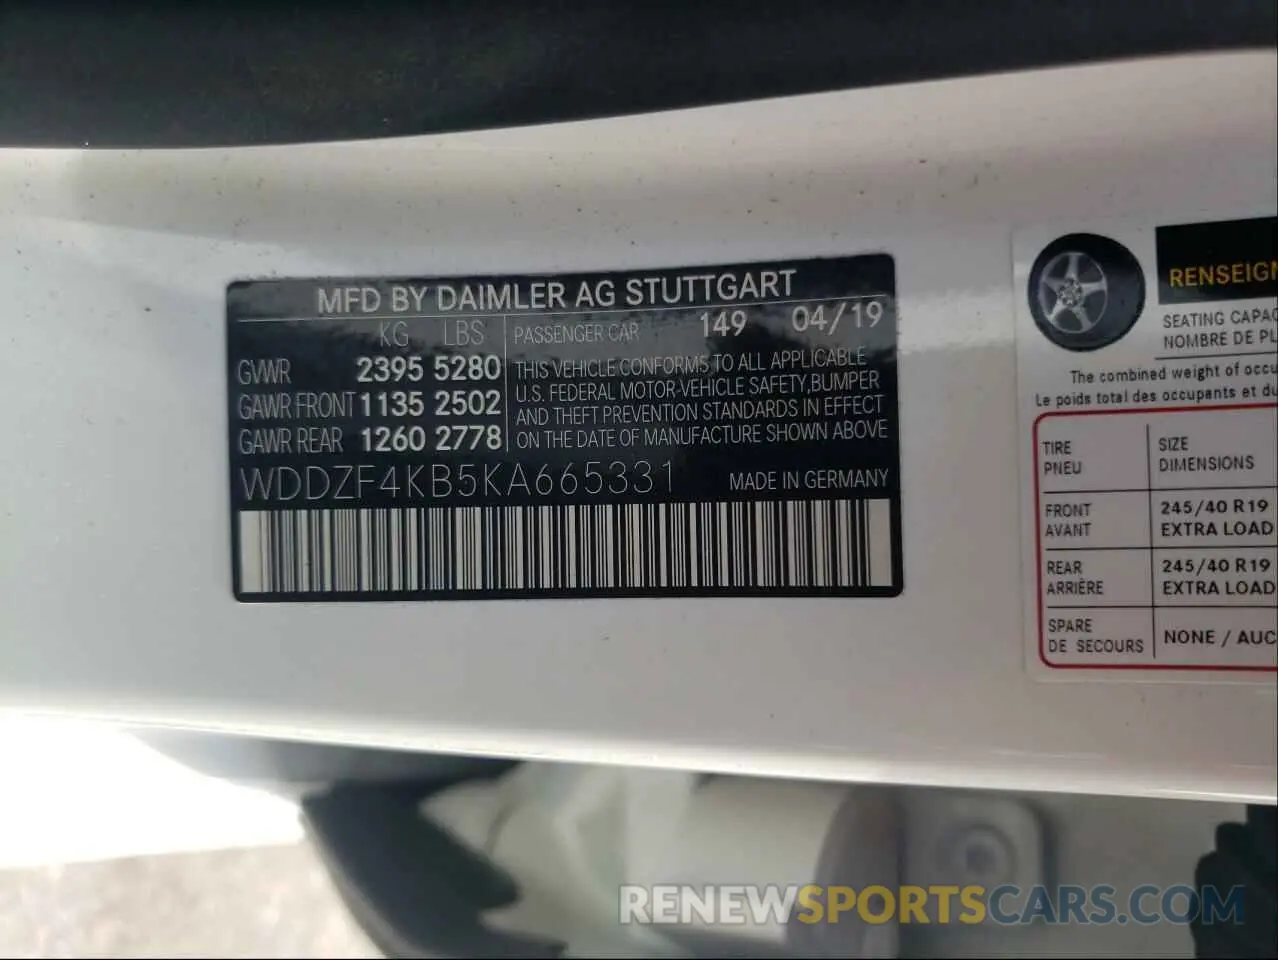 MFD BY DAIMLER AG STUTTGART
KG LBS
PASSENGER CAR 149 04/19
GVWR 2395 5280
GAWR FRONT 1135 2502
GAWR REAR 1260 2778
THIS VEHICLE CONFORMS TO ALL APPLICABLE
U.S. FEDERAL MOTOR-VEHICLE SAFETY,BUMPER
AND THEFT PREVENTION STANDARDS IN EFFECT
ON THE DATE OF MANUFACTURE SHOWN ABOVE
WDDZF4KB5KA665331
MADE IN GERMANY
RENSEIGN
SEATING CAPAC
NOMBRE DE PL
The combined weight of occu
Le poids total des occupants et du
TIRE
PNEU
SIZE
DIMENSIONS
FRONT
AVANT
245/40 R19
EXTRA LOAD
REAR
ARRIÈRE
245/40 R19
EXTRA LOAD
SPARE
DE SECOURS
NONE / AUC
RENEWSPORTSCARS.COM